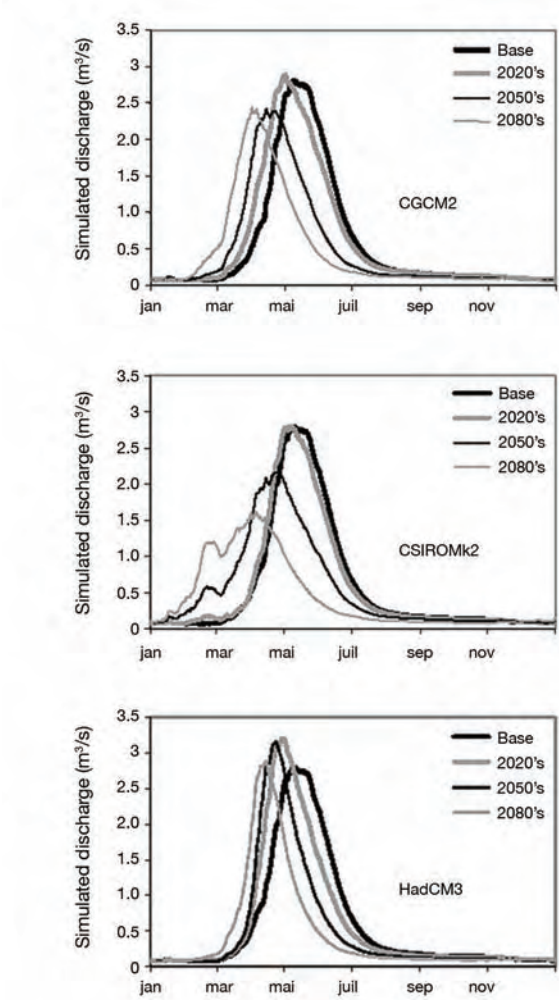 Simulated discharge (m³/s)
3.5
3
2.5
2.0
1.5
1.0
0.5
0
Base
2020's
2050's
2080's
CGCM2
jan mar mai juil sep nov
Simulated discharge (m³/s)
3.5
3
2.5
2.0
1.5
1.0
0.5
0
Base
2020's
2050's
2080's
CSIROMk2
jan mar mai juil sep nov
Simulated discharge (m³/s)
3.5
3
2.5
2.0
1.5
1.0
0.5
0
Base
2020's
2050's
2080's
HadCM3
jan mar mai juil sep nov